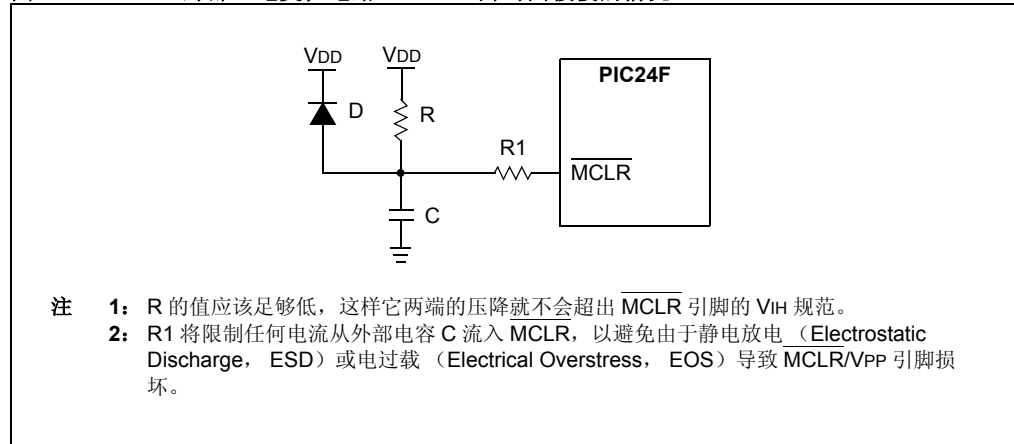 VDD VDD
PIC24F
D
R
R1
MCLR
C
注 1： R 的值应该足够低，这样它两端的压降就不会超出 MCLR 引脚的 VIH 规范。
2： R1 将限制任何电流从外部电容 C 流入 MCLR，以避免由于静电放电 （Electrostatic
Discharge， ESD）或电过载 （Electrical Overstress， EOS）导致 MCLR/VPP 引脚损
坏。